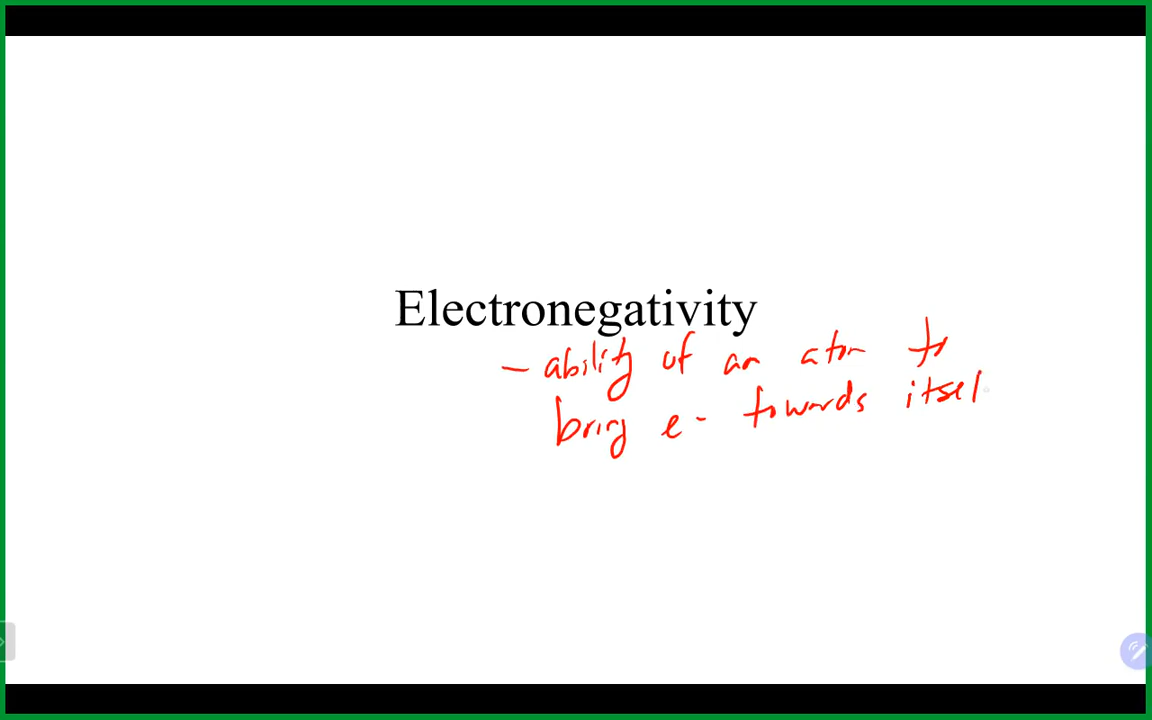 Electronegativity
- ability of an atom to
bring e- towards itsel